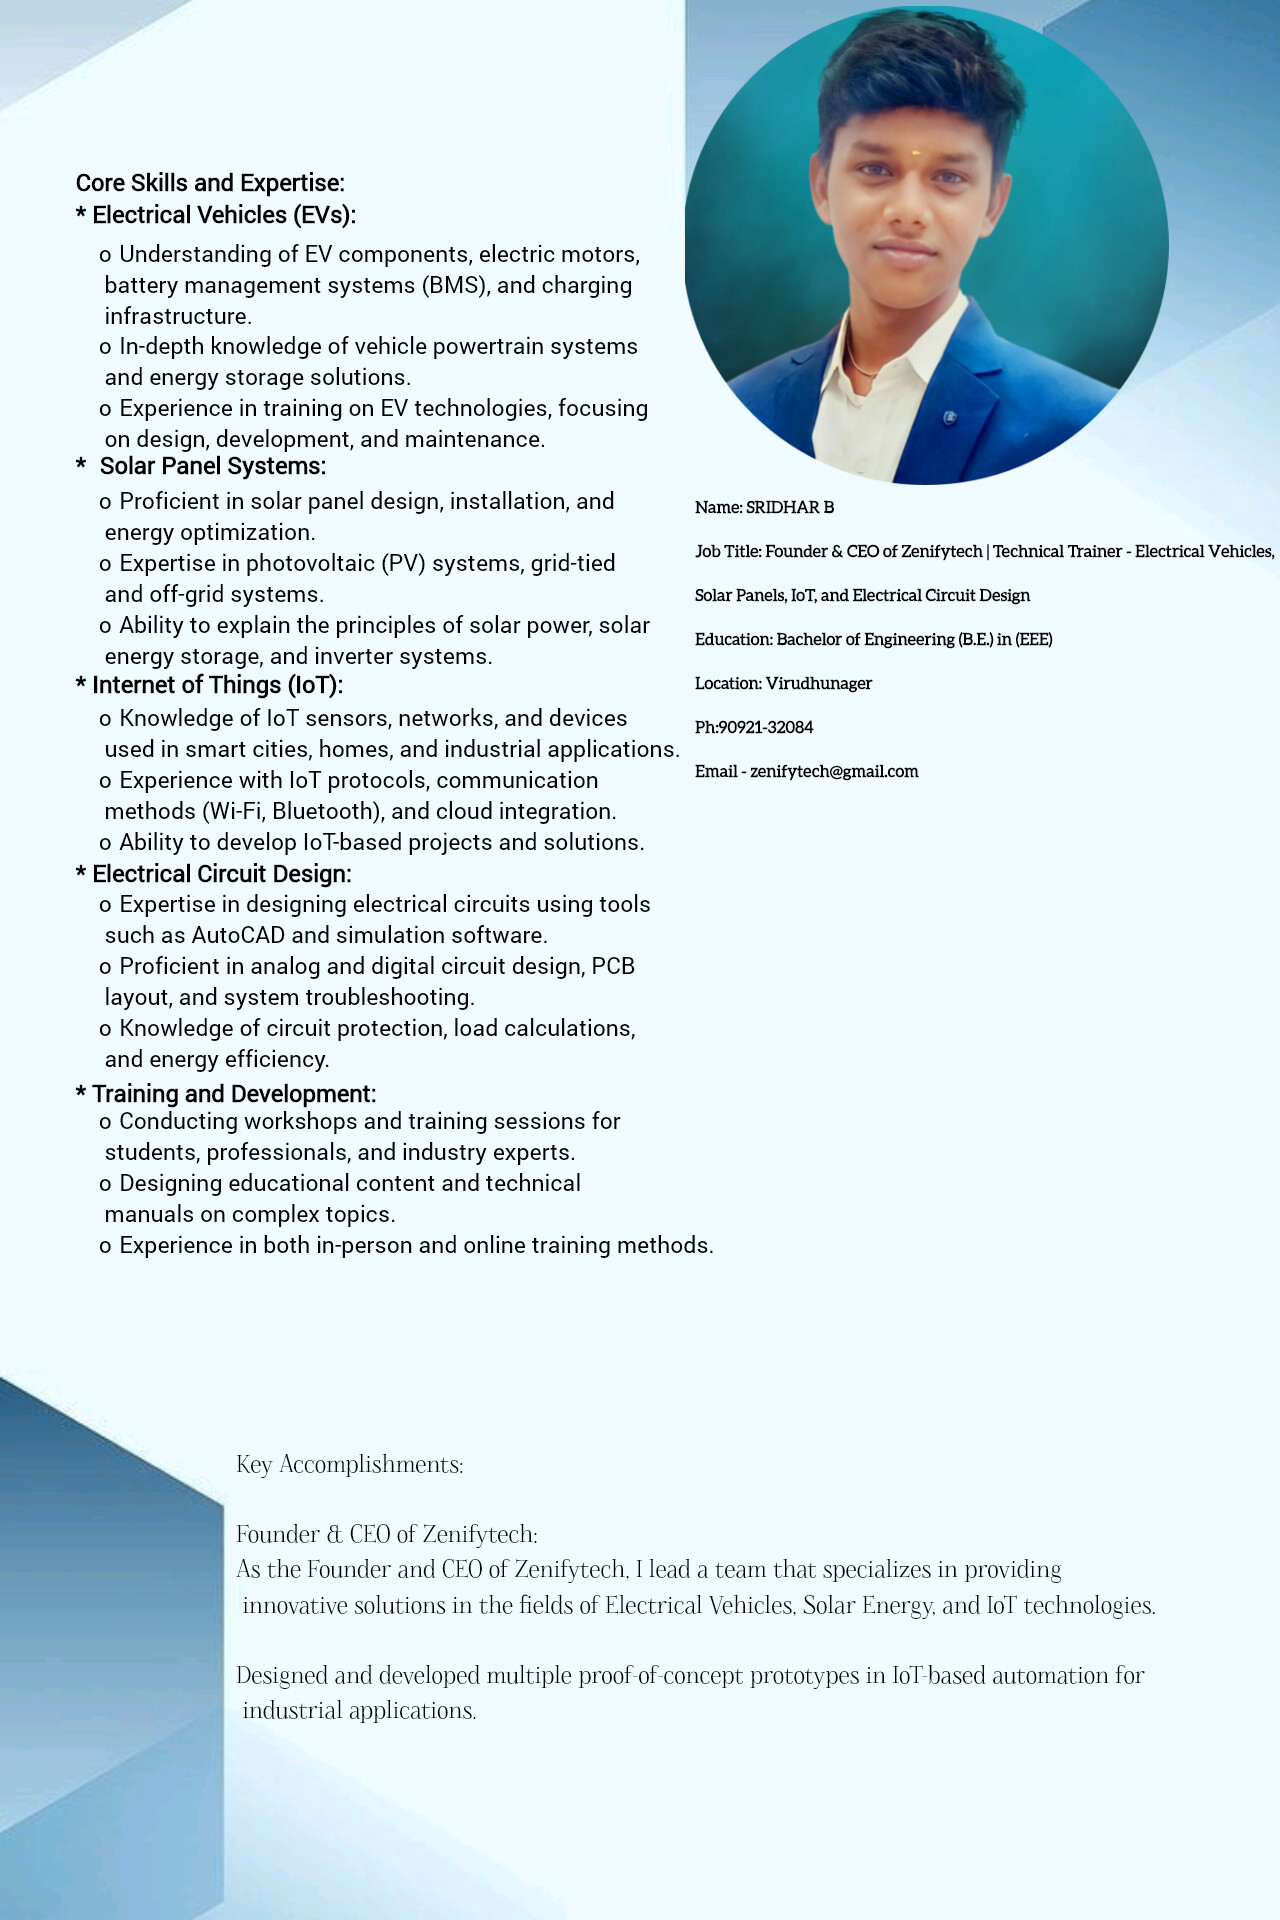 Core Skills and Expertise:
* Electrical Vehicles (EVs):
o Understanding of EV components, electric motors,
battery management systems (BMS), and charging
infrastructure.
o In-depth knowledge of vehicle powertrain systems
and energy storage solutions.
o Experience in training on EV technologies, focusing
on design, development, and maintenance.
* Solar Panel Systems:
o Proficient in solar panel design, installation, and
energy optimization.
o Expertise in photovoltaic (PV) systems, grid-tied
and off-grid systems.
o Ability to explain the principles of solar power, solar
energy storage, and inverter systems.
* Internet of Things (IoT):
o Knowledge of IoT sensors, networks, and devices
used in smart cities, homes, and industrial applications.
o Experience with IoT protocols, communication
methods (Wi-Fi, Bluetooth), and cloud integration.
o Ability to develop IoT-based projects and solutions.
* Electrical Circuit Design:
o Expertise in designing electrical circuits using tools
such as AutoCAD and simulation software.
o Proficient in analog and digital circuit design, PCB
layout, and system troubleshooting.
o Knowledge of circuit protection, load calculations,
and energy efficiency.
* Training and Development:
o Conducting workshops and training sessions for
students, professionals, and industry experts.
o Designing educational content and technical
manuals on complex topics.
o Experience in both in-person and online training methods.
Name: SRIDHAR B
Job Title: Founder & CEO of Zenifytech | Technical Trainer - Electrical Vehicles,
Solar Panels, IoT, and Electrical Circuit Design
Education: Bachelor of Engineering (B.E.) in (EEE)
Location: Virudhunager
Ph:90921-32084
Email - zenifytech@gmail.com
Key Accomplishments:
Founder & CEO of Zenifytech:
As the Founder and CEO of Zenifytech, I lead a team that specializes in providing
innovative solutions in the fields of Electrical Vehicles, Solar Energy, and IoT technologies.
Designed and developed multiple proof-of-concept prototypes in IoT-based automation for
industrial applications.